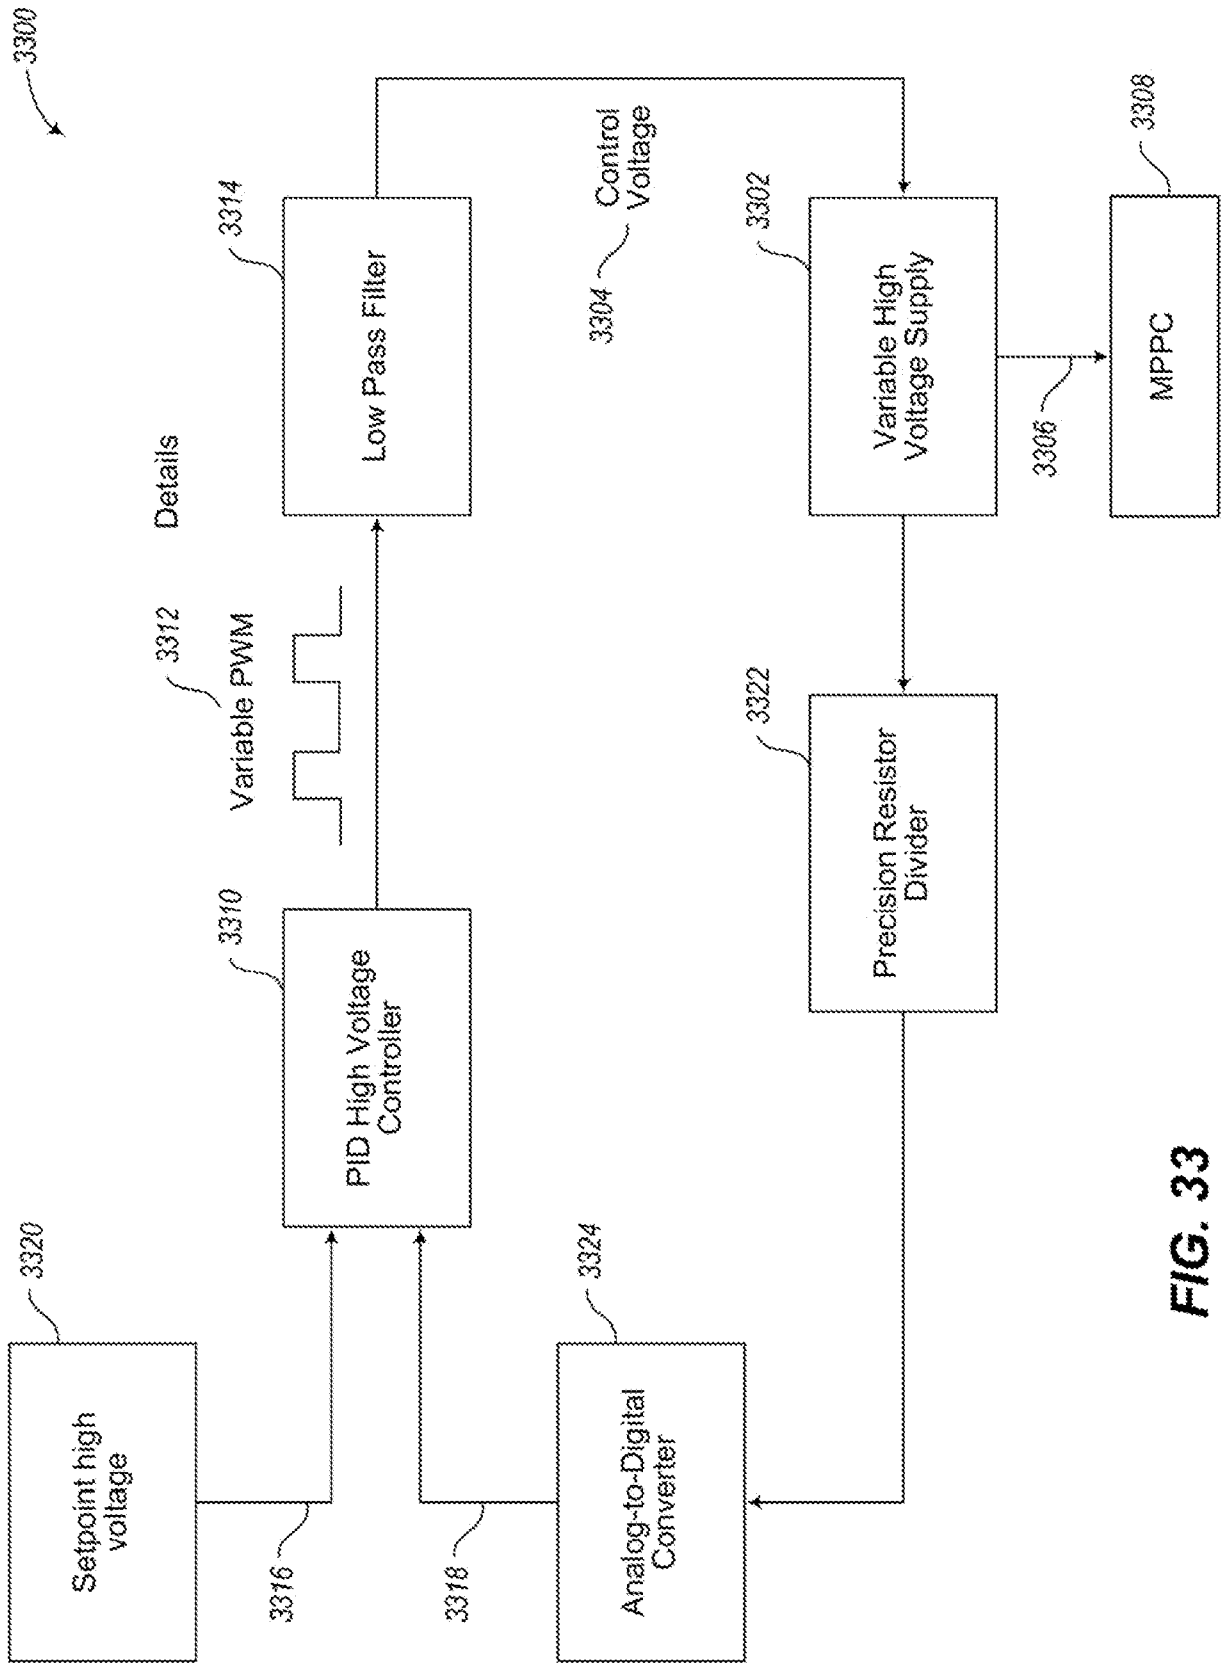 3300
Details
3320
Setpoint high
voltage
3316
3310
PID High Voltage
Controller
3312
Variable PWM
3314
Low Pass Filter
3304
Control
Voltage
3318
3324
Analog-to-Digital
Converter
3322
Precision Resistor
Divider
3302
Variable High
Voltage Supply
3306
3308
MPPC
FIG. 33